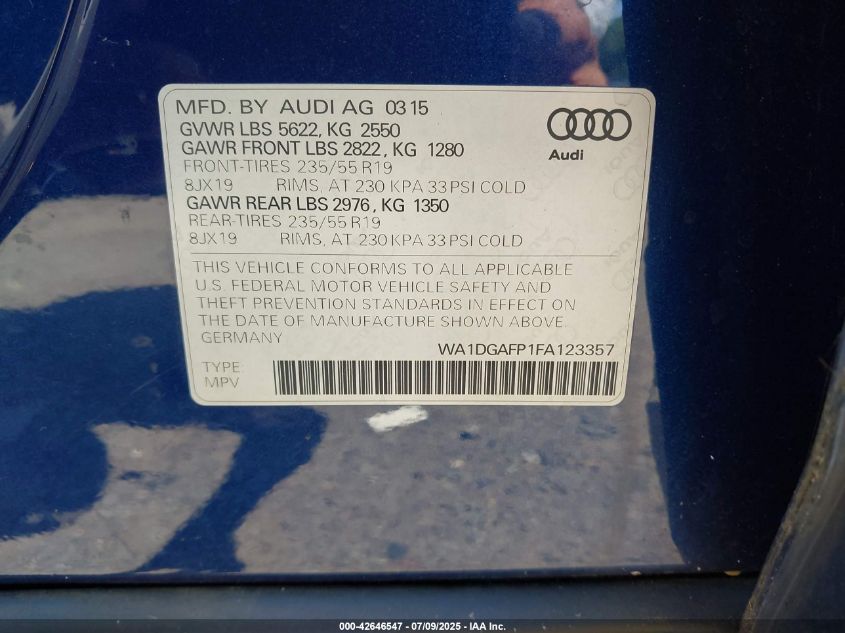 MFD. BY AUDI AG 03 15
GVWR LBS 5622, KG 2550
GAWR FRONT LBS 2822, KG 1280
FRONT-TIRES 235/55 R19
8JX19 RIMS, AT 230 KPA 33 PSI COLD
GAWR REAR LBS 2976, KG 1350
REAR-TIRES 235/55 R19
8JX19 RIMS, AT 230 KPA 33 PSI COLD
Audi
THIS VEHICLE CONFORMS TO ALL APPLICABLE
U.S. FEDERAL MOTOR VEHICLE SAFETY AND
THEFT PREVENTION STANDARDS IN EFFECT ON
THE DATE OF MANUFACTURE SHOWN ABOVE.
GERMANY
WA1DGAFP1FA123357
TYPE:
MPV
000-42646547 - 07/09/2025 - IAA Inc.